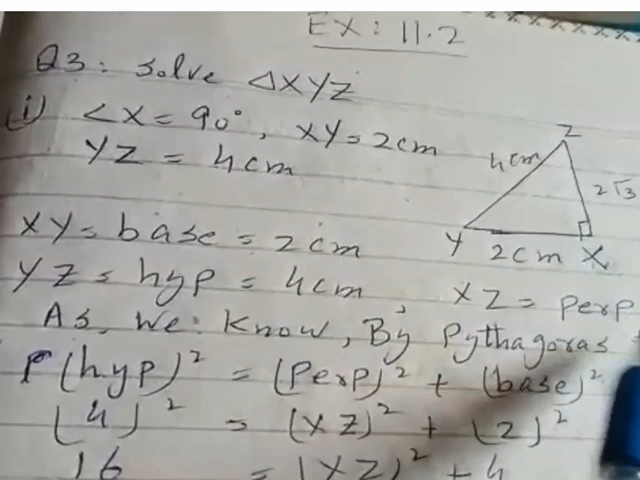 Ex: 11.2
Q3: Solve △XYZ
(i) <X = 90°, XY = 2cm
YZ = 4cm
Z
4cm
2√3
Y 2cm X
XY = base = 2cm
YZ = hyp = 4cm, XZ = perp
As, We: Know, By Pythagoras
(hyp)² = (Perp)² + (base)²
(4)² = (XZ)² + (2)²
16 = (XZ)² + 4